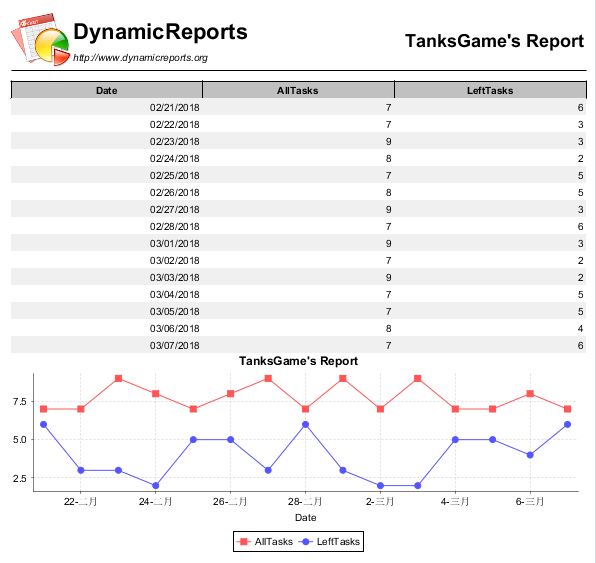 DynamicReports
http://www.dynamicreports.org
TanksGame's Report
Date AllTasks LeftTasks
02/21/2018 7 6
02/22/2018 7 3
02/23/2018 9 3
02/24/2018 8 2
02/25/2018 7 5
02/26/2018 8 5
02/27/2018 9 3
02/28/2018 7 6
03/01/2018 9 3
03/02/2018 7 2
03/03/2018 9 2
03/04/2018 7 5
03/05/2018 7 5
03/06/2018 8 4
03/07/2018 7 6
TanksGame's Report
7.5
5.0
2.5
22-二月 24-二月 26-二月 28-二月 2-三月 4-三月 6-三月
Date
AllTasks LeftTasks